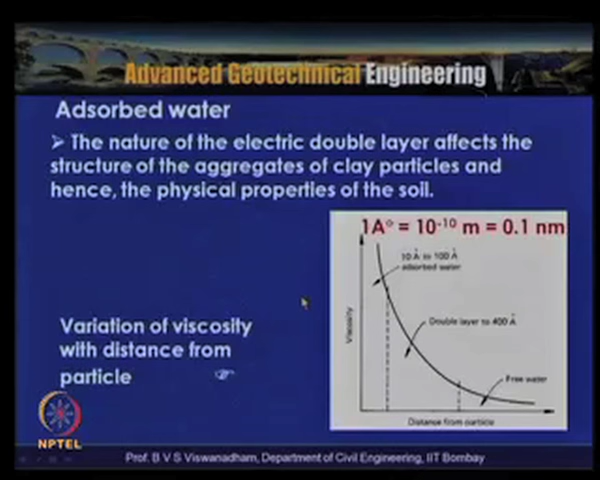 Advanced Geotechnical Engineering
Adsorbed water
➢ The nature of the electric double layer affects the
structure of the aggregates of clay particles and
hence, the physical properties of the soil.
1A° = 10⁻¹⁰ m = 0.1 nm
10 Å to 100 Å
adsorbed water
Double layer to 400 Å
Free water
Viscosity
Distance from particle
Variation of viscosity
with distance from
particle
NPTEL
Prof. B V S Viswanadham, Department of Civil Engineering, IIT Bombay